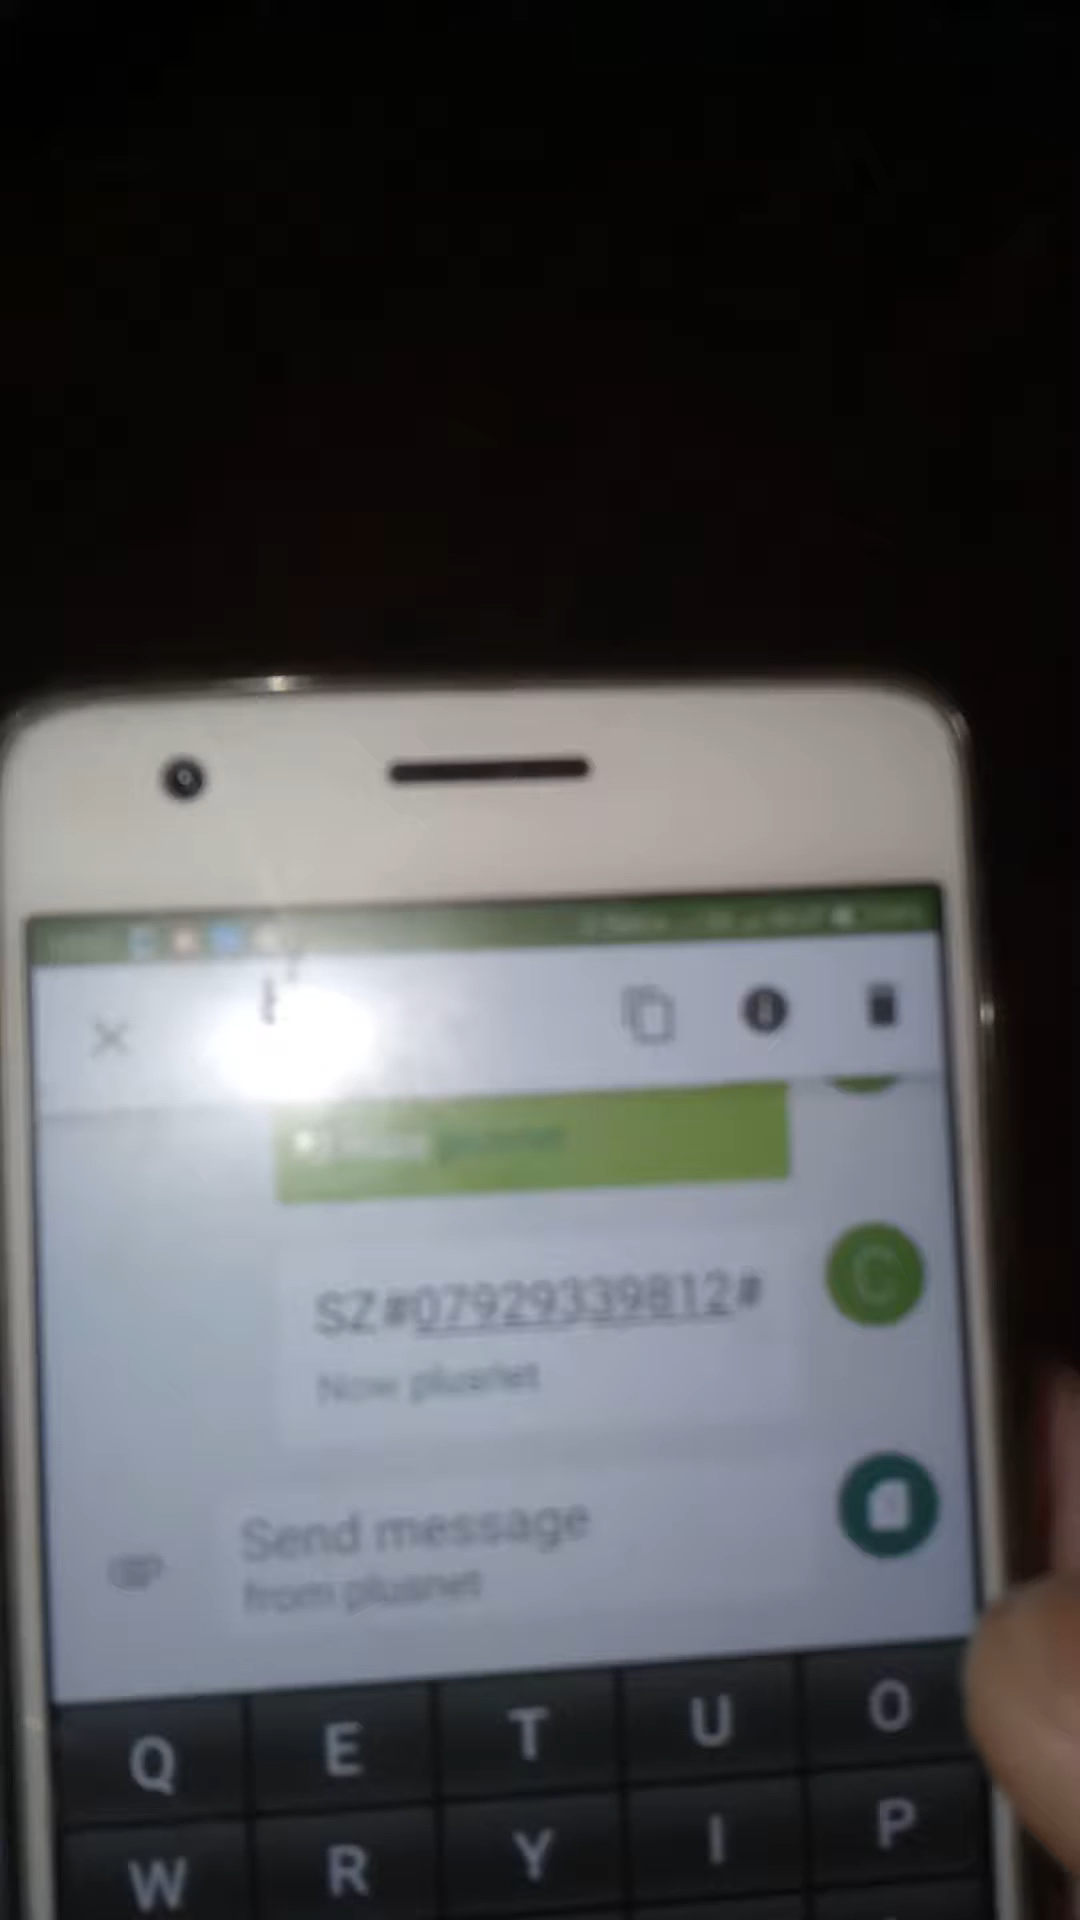 SZ#07929339812#
Now plusnet
Send message
from plusnet
Q E T U O
W R Y I P